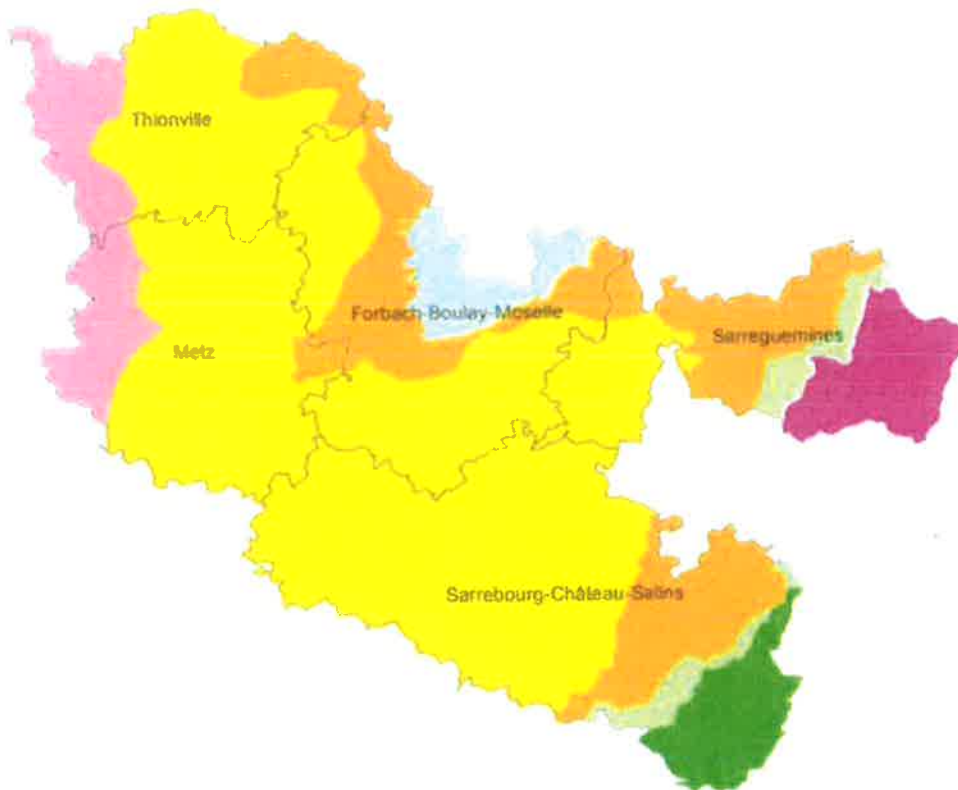 Thionville
Forbach-Boulay-Moselle
Sarreguemines
Metz
Sarrebourg-Château-Salins